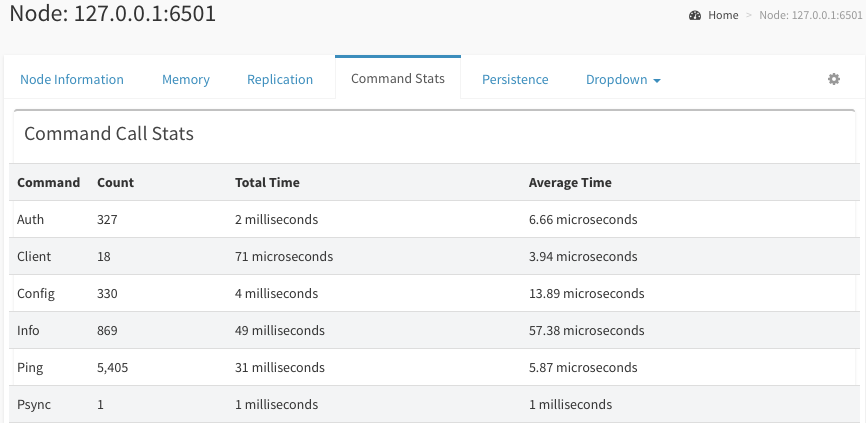 Node: 127.0.0.1:6501
Home > Node: 127.0.0.1:6501
Node Information Memory Replication Command Stats Persistence Dropdown
Command Call Stats
Command Count Total Time Average Time
Auth 327 2 milliseconds 6.66 microseconds
Client 18 71 microseconds 3.94 microseconds
Config 330 4 milliseconds 13.89 microseconds
Info 869 49 milliseconds 57.38 microseconds
Ping 5,405 31 milliseconds 5.87 microseconds
Psync 1 1 milliseconds 1 milliseconds